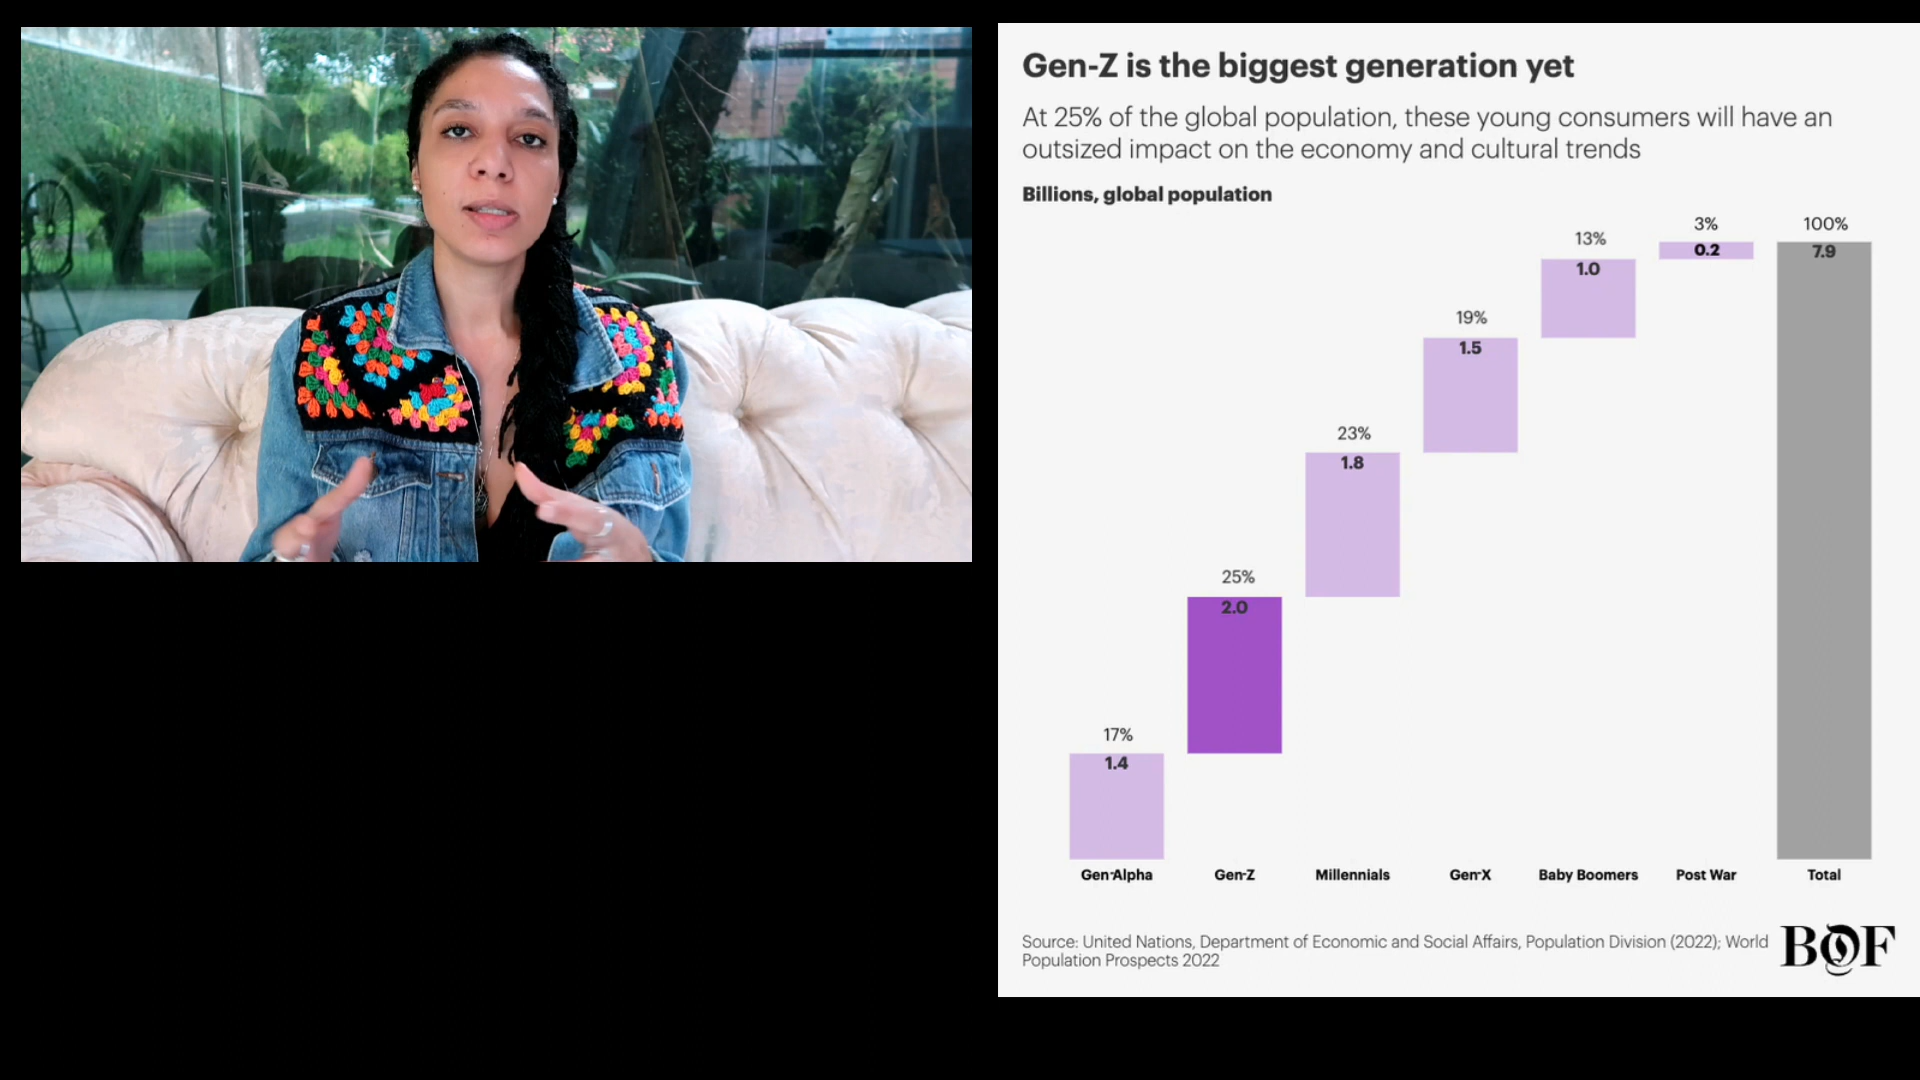 Gen-Z is the biggest generation yet
At 25% of the global population, these young consumers will have an
outsized impact on the economy and cultural trends
Billions, global population
3%
100%
0.2
7.9
13%
1.0
19%
1.5
23%
1.8
25%
2.0
17%
1.4
Gen-Alpha
Gen-Z
Millennials
Gen-X
Baby Boomers
Post War
Total
Source: United Nations, Department of Economic and Social Affairs, Population Division (2022); World
Population Prospects 2022
BOF